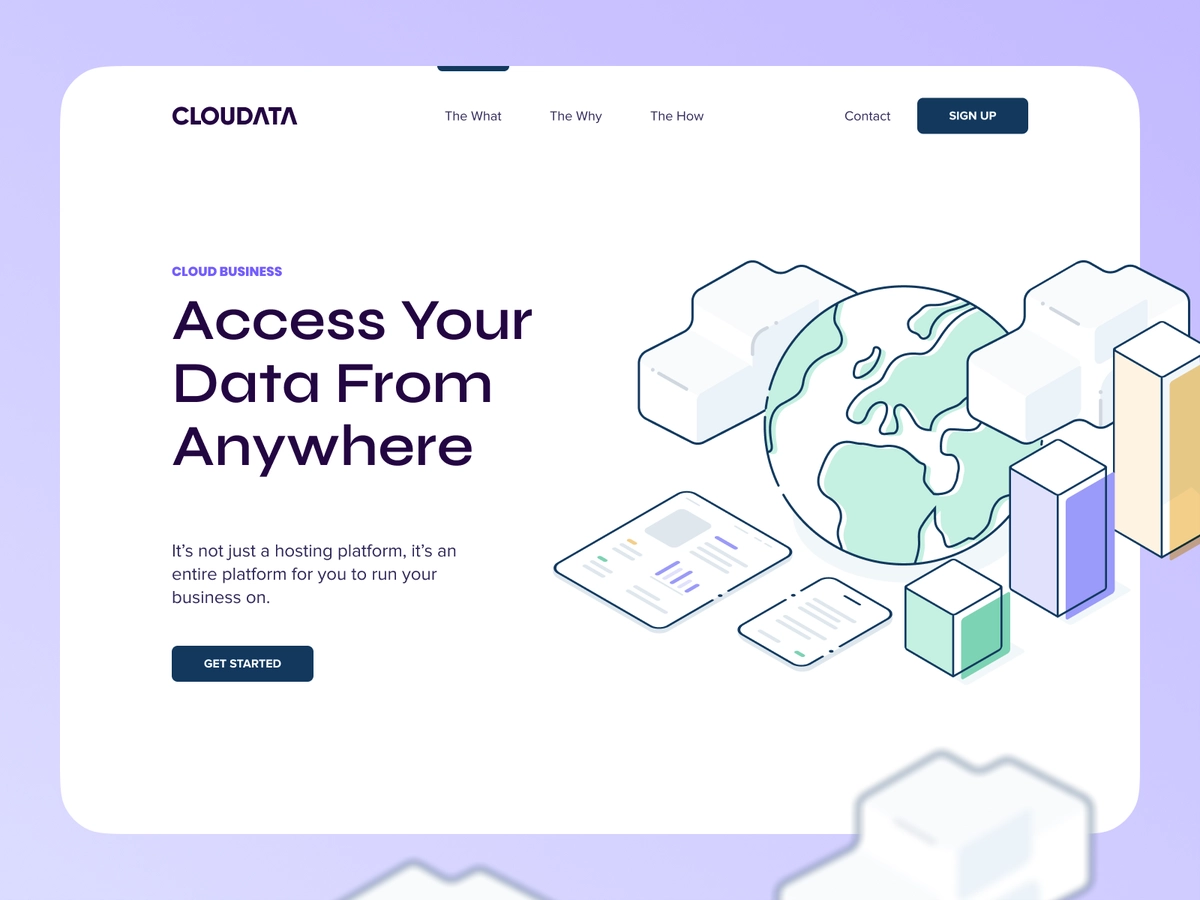 CLOUDATA
The What
The Why
The How
Contact
SIGN UP
CLOUD BUSINESS
Access Your
Data From
Anywhere
It’s not just a hosting platform, it’s an
entire platform for you to run your
business on.
GET STARTED